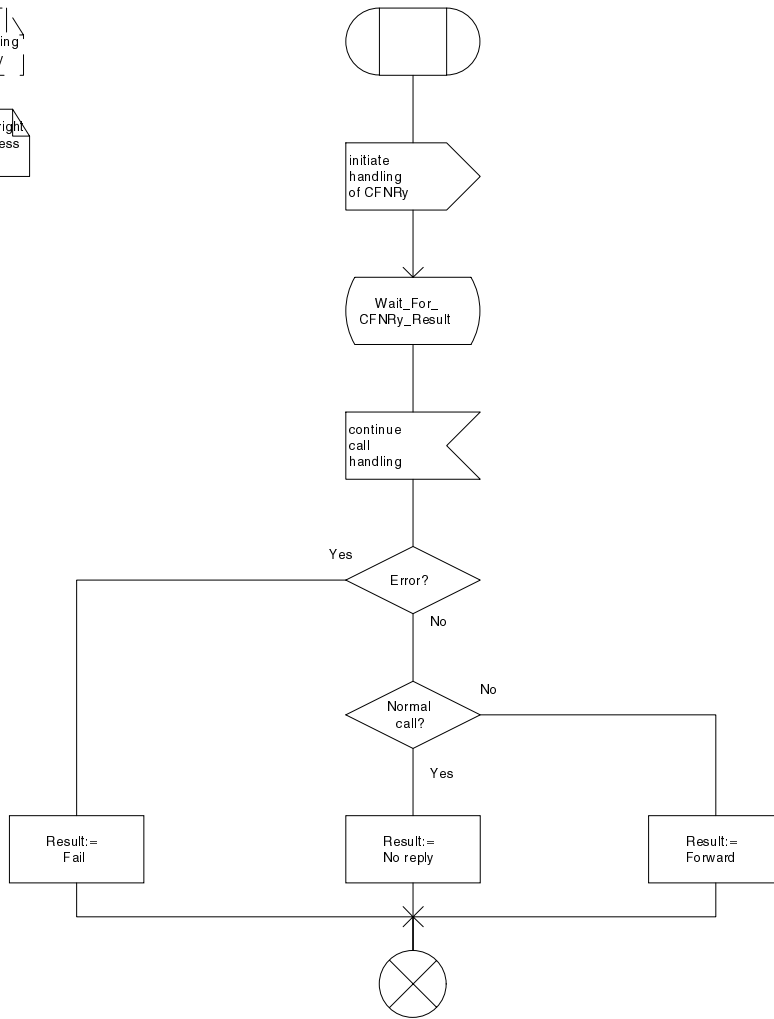 initiate
handling
of CFNRy
Wait_For_
CFNRy_Result
continue
call
handling
Yes
Error?
No
No
Normal
call?
Yes
Result:=
Fail
Result:=
No reply
Result:=
Forward